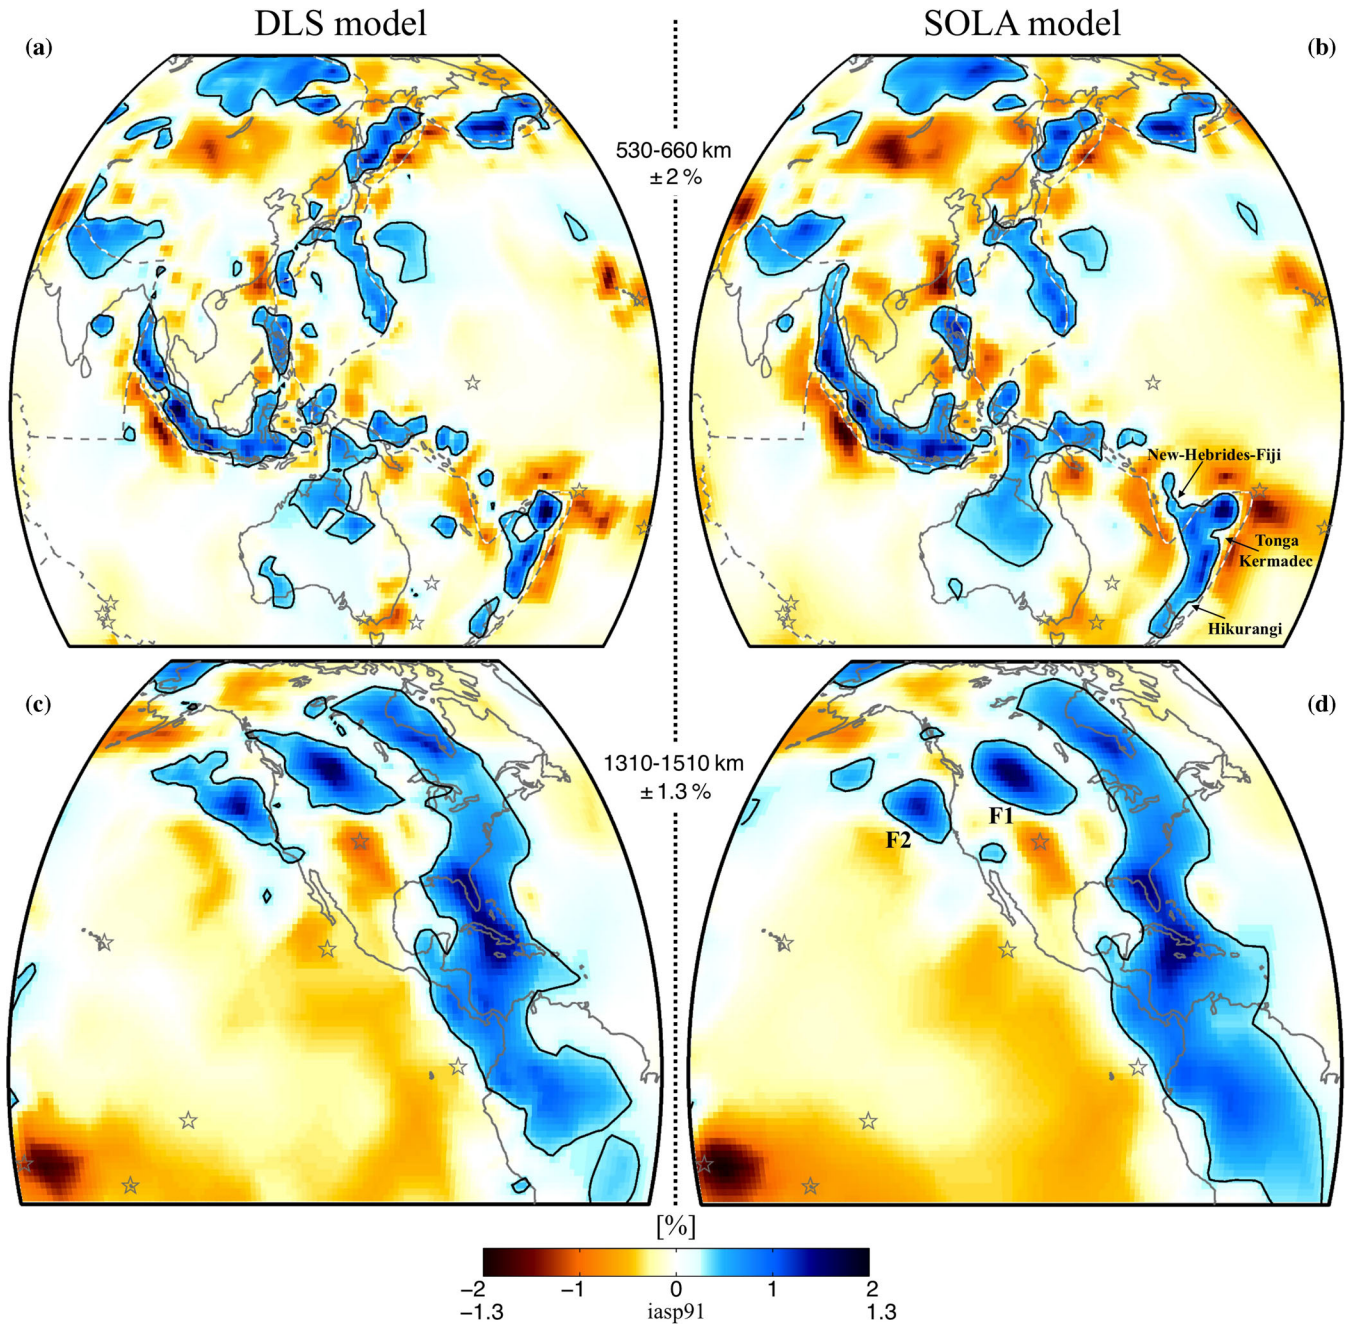 DLS model
SOLA model
(a)
(b)
530-660 km
± 2 %
New-Hebrides-Fiji
Tonga
Kermadec
Hikurangi
(c)
(d)
1310-1510 km
± 1.3 %
F1
F2
[%]
−2 −1 0 1 2
−1.3 iasp91 1.3